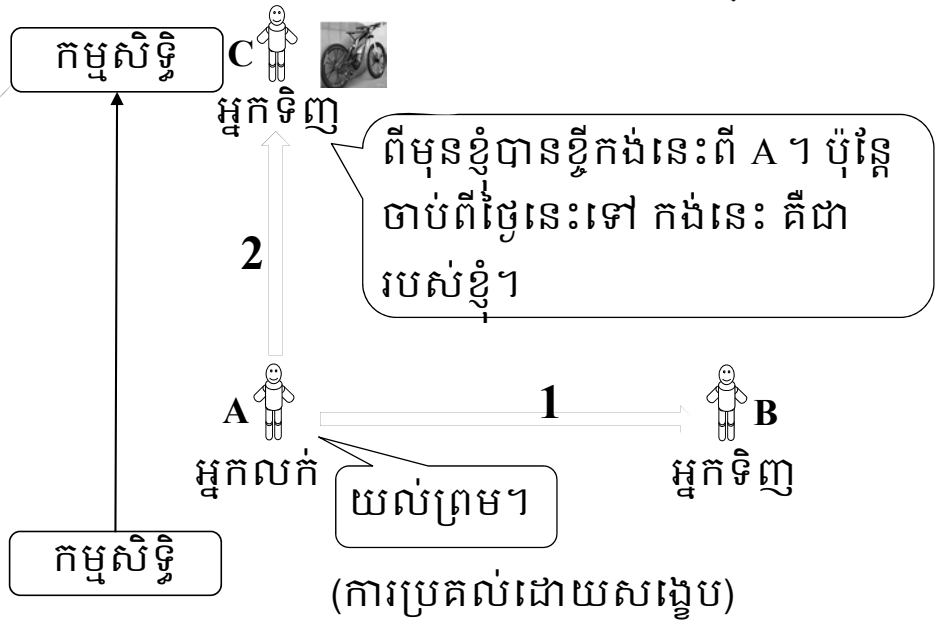 កម្មសិទ្ធិ
C
អ្នកទិញ
ពីមុនខ្ញុំបានខ្ចីកង់នេះពី A ។ ប៉ុន្តែ
ចាប់ពីថ្ងៃនេះទៅ កង់នេះ គឺជា
របស់ខ្ញុំ។
2
A
1
B
អ្នកលក់
អ្នកទិញ
យល់ព្រម។
កម្មសិទ្ធិ
(ការប្រគល់ដោយសង្ខេប)